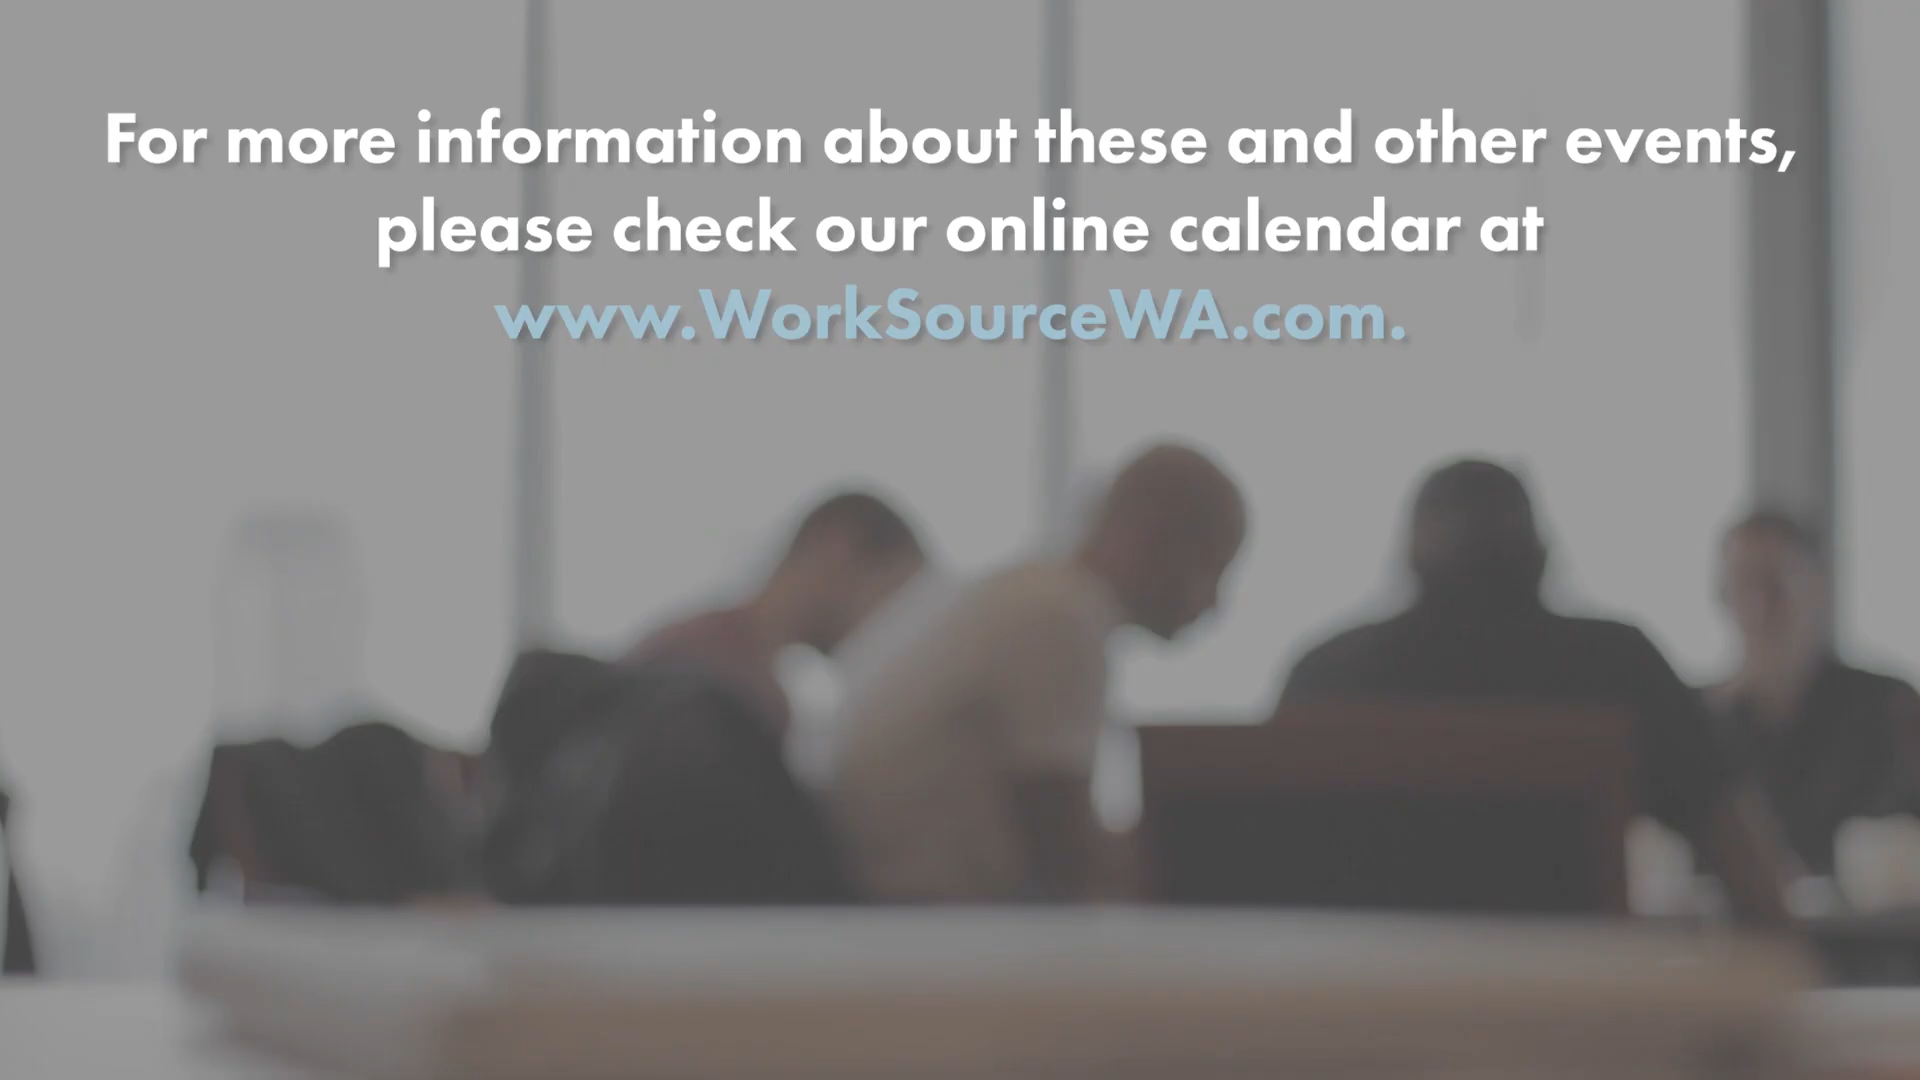 For more information about these and other events,
please check our online calendar at
www.WorkSourceWA.com.